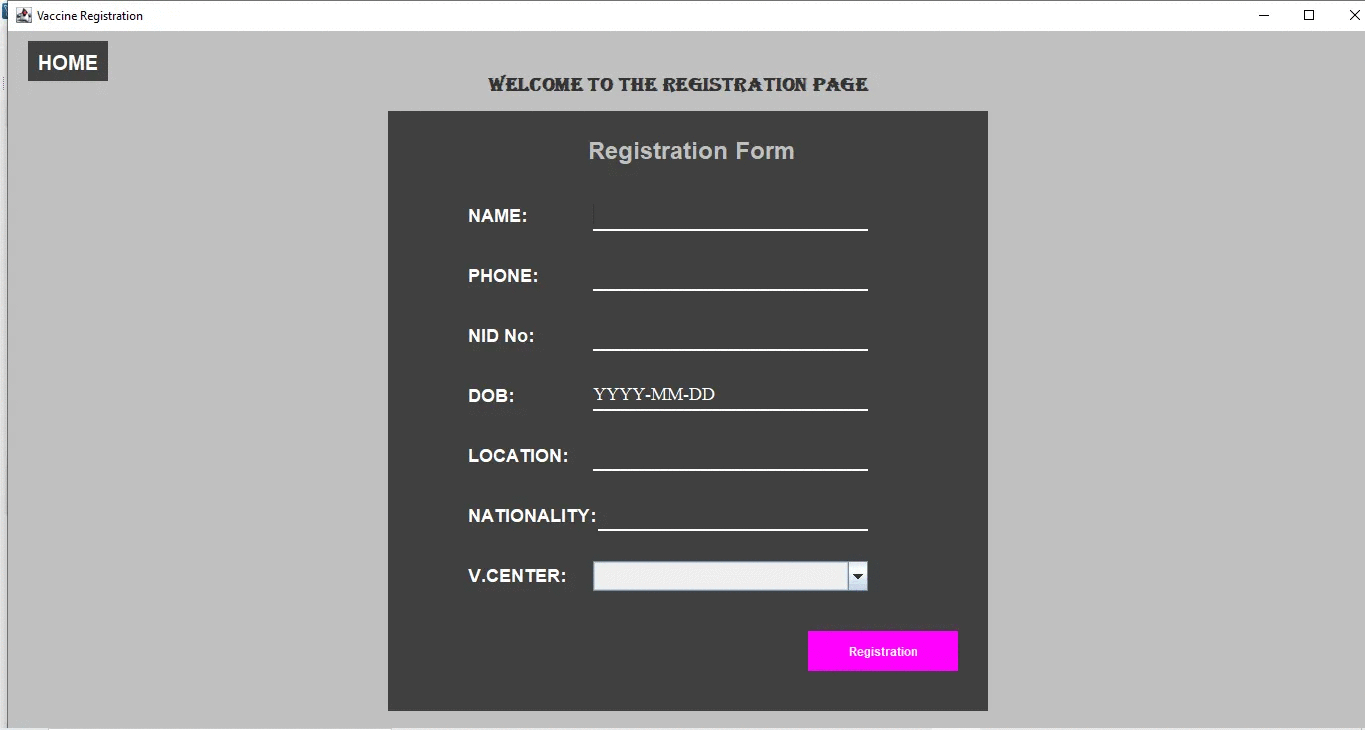 Vaccine Registration
HOME
WELCOME TO THE REGISTRATION PAGE
Registration Form
NAME:
PHONE:
NID No:
DOB: YYYY-MM-DD
LOCATION:
NATIONALITY:
V.CENTER:
Registration